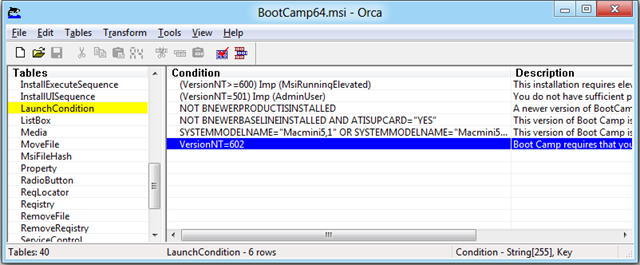 BootCamp64.msi - Orca
File Edit Tables Transform Tools View Help
Tables
InstallExecuteSequence
InstallUISequence
LaunchCondition
ListBox
Media
MoveFile
MsiFileHash
Property
RadioButton
ReqLocator
Registry
RemoveFile
RemoveRegistry
ServiceControl
Condition Description
(VersionNT>=600) Imp (MsiRunningElevated) This installation requires elev
(VersionNT=501) Imp (AdminUser) You do not have sufficient p
NOT BNEWERPRODUCTISINSTALLED A newer version of BootCar
NOT BNEWERBASELINEINSTALLED AND ATISUPCARD="YES" This version of Boot Camp is
SYSTEMMODELNAME="Macmini5,1" OR SYSTEMMODELNAME="Macmini5... This version of Boot Camp is
VersionNT=602 Boot Camp requires that you
Tables: 40 LaunchCondition - 6 rows Condition - String[255], Key